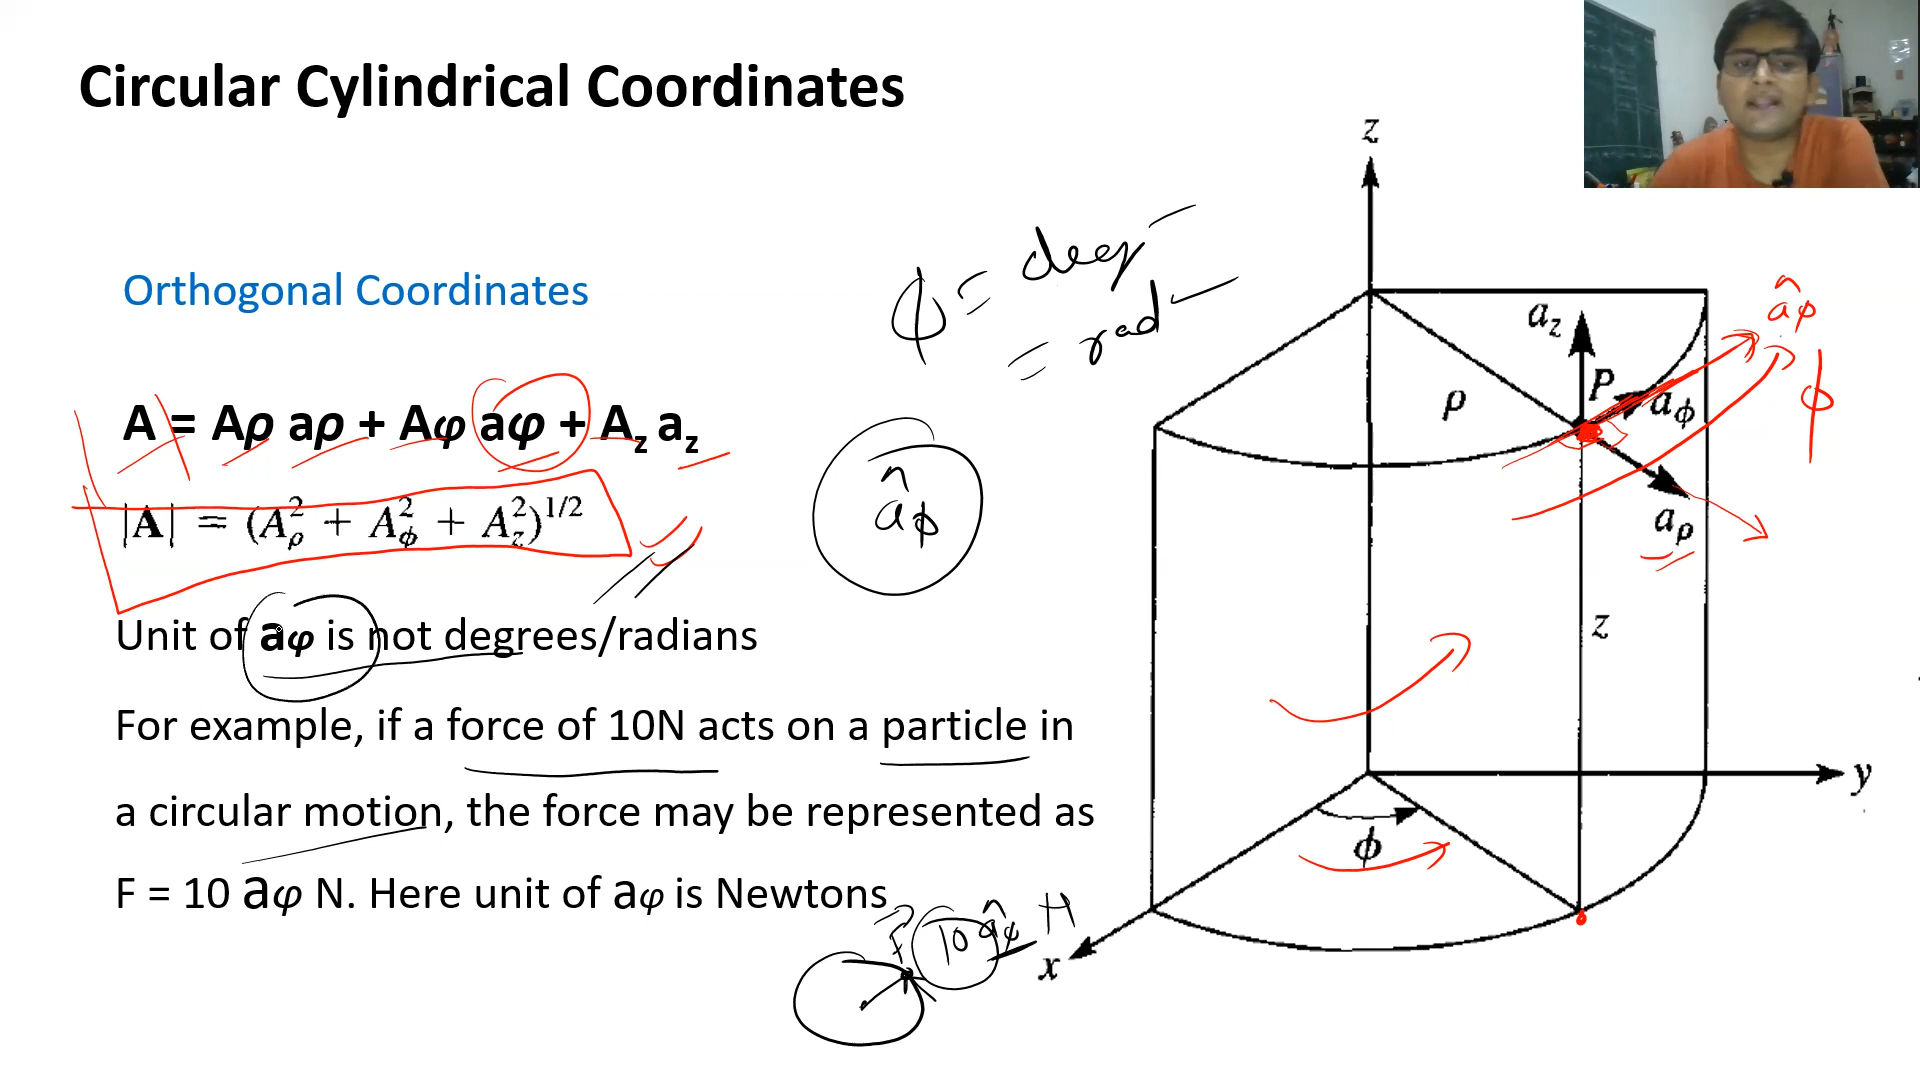 Circular Cylindrical Coordinates
Orthogonal Coordinates
A = Aρ aρ + Aφ aφ + Az az
|A| = (Aρ² + Aϕ² + Az²)^1/2
Unit of aφ is not degrees/radians
For example, if a force of 10N acts on a particle in
a circular motion, the force may be represented as
F = 10 aφ N. Here unit of aφ is Newtons
ϕ =
= rad
âϕ
F 10 âϕ N
z
az
P
aϕ
ρ
aρ
z
âϕ
ϕ
y
ϕ
x